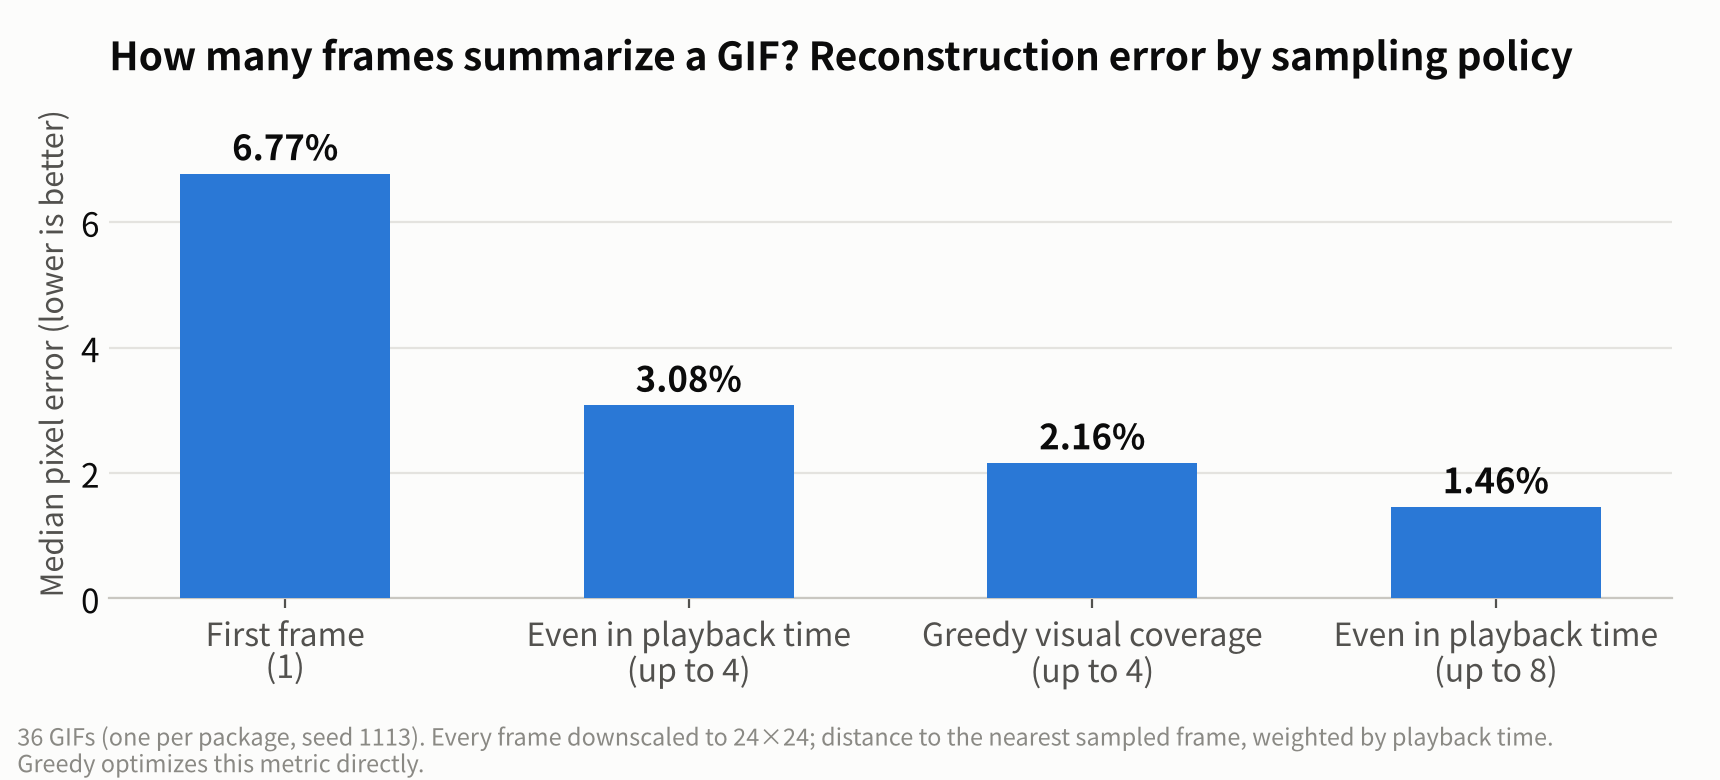 How many frames summarize a GIF? Reconstruction error by sampling policy
Median pixel error (lower is better)
6
4
2
0
6.77%
3.08%
2.16%
1.46%
First frame
(1)
Even in playback time
(up to 4)
Greedy visual coverage
(up to 4)
Even in playback time
(up to 8)
36 GIFs (one per package, seed 1113). Every frame downscaled to 24×24; distance to the nearest sampled frame, weighted by playback time.
Greedy optimizes this metric directly.